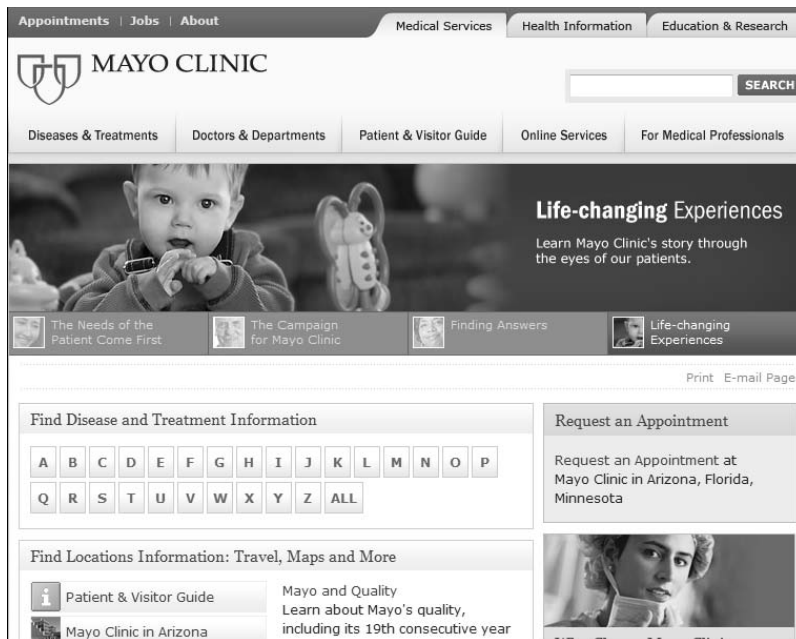 Appointments | Jobs | About
Medical Services
Health Information
Education & Research
MAYO CLINIC
SEARCH
Diseases & Treatments
Doctors & Departments
Patient & Visitor Guide
Online Services
For Medical Professionals
Life-changing Experiences
Learn Mayo Clinic's story through
the eyes of our patients.
The Needs of the
Patient Come First
The Campaign
for Mayo Clinic
Finding Answers
Life-changing
Experiences
Print E-mail Page
Find Disease and Treatment Information
A B C D E F G H I J K L M N O P
Q R S T U V W X Y Z ALL
Request an Appointment
Request an Appointment at
Mayo Clinic in Arizona, Florida,
Minnesota
Find Locations Information: Travel, Maps and More
i Patient & Visitor Guide
Mayo Clinic in Arizona
Mayo and Quality
Learn about Mayo's quality,
including its 19th consecutive year